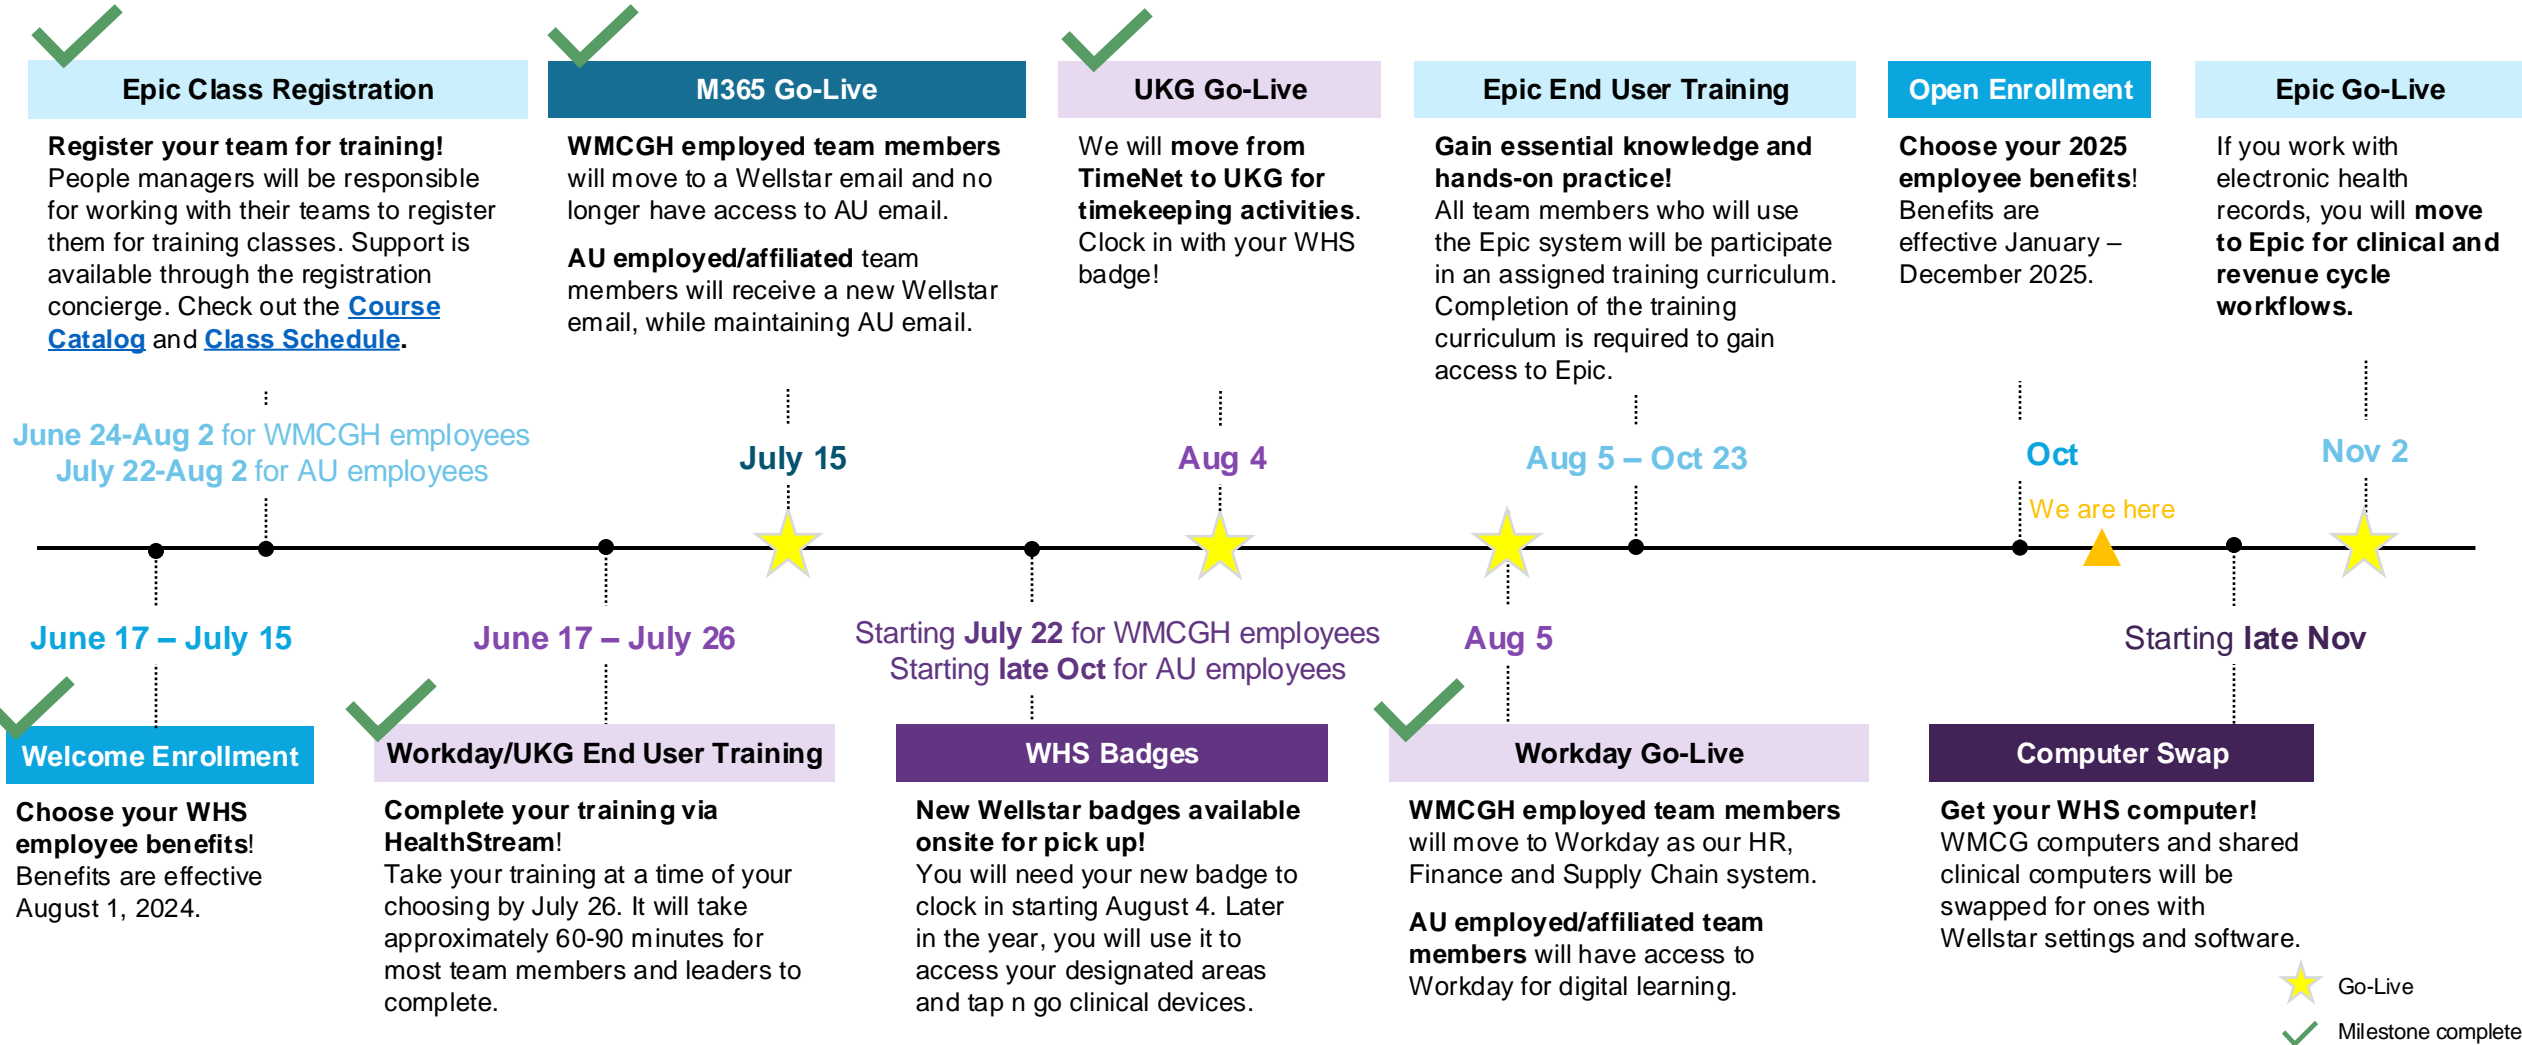 Epic Class Registration
Register your team for training!
People managers will be responsible
for working with their teams to register
them for training classes. Support is
available through the registration
concierge. Check out the Course
Catalog and Class Schedule.
June 24-Aug 2 for WMCGH employees
July 22-Aug 2 for AU employees
M365 Go-Live
WMCGH employed team members
will move to a Wellstar email and no
longer have access to AU email.
AU employed/affiliated team
members will receive a new Wellstar
email, while maintaining AU email.
July 15
UKG Go-Live
We will move from
TimeNet to UKG for
timekeeping activities.
Clock in with your WHS
badge!
Aug 4
Epic End User Training
Gain essential knowledge and
hands-on practice!
All team members who will use
the Epic system will be participate
in an assigned training curriculum.
Completion of the training
curriculum is required to gain
access to Epic.
Aug 5 – Oct 23
Open Enrollment
Choose your 2025
employee benefits!
Benefits are
effective January –
December 2025.
Oct
We are here
Epic Go-Live
If you work with
electronic health
records, you will move
to Epic for clinical and
revenue cycle
workflows.
Nov 2
June 17 – July 15
Welcome Enrollment
Choose your WHS
employee benefits!
Benefits are effective
August 1, 2024.
June 17 – July 26
Workday/UKG End User Training
Complete your training via
HealthStream!
Take your training at a time of your
choosing by July 26. It will take
approximately 60-90 minutes for
most team members and leaders to
complete.
Starting July 22 for WMCGH employees
Starting late Oct for AU employees
WHS Badges
New Wellstar badges available
onsite for pick up!
You will need your new badge to
clock in starting August 4. Later
in the year, you will use it to
access your designated areas
and tap n go clinical devices.
Aug 5
Workday Go-Live
WMCGH employed team members
will move to Workday as our HR,
Finance and Supply Chain system.
AU employed/affiliated team
members will have access to
Workday for digital learning.
Starting late Nov
Computer Swap
Get your WHS computer!
WMCG computers and shared
clinical computers will be
swapped for ones with
Wellstar settings and software.
Go-Live
Milestone complete